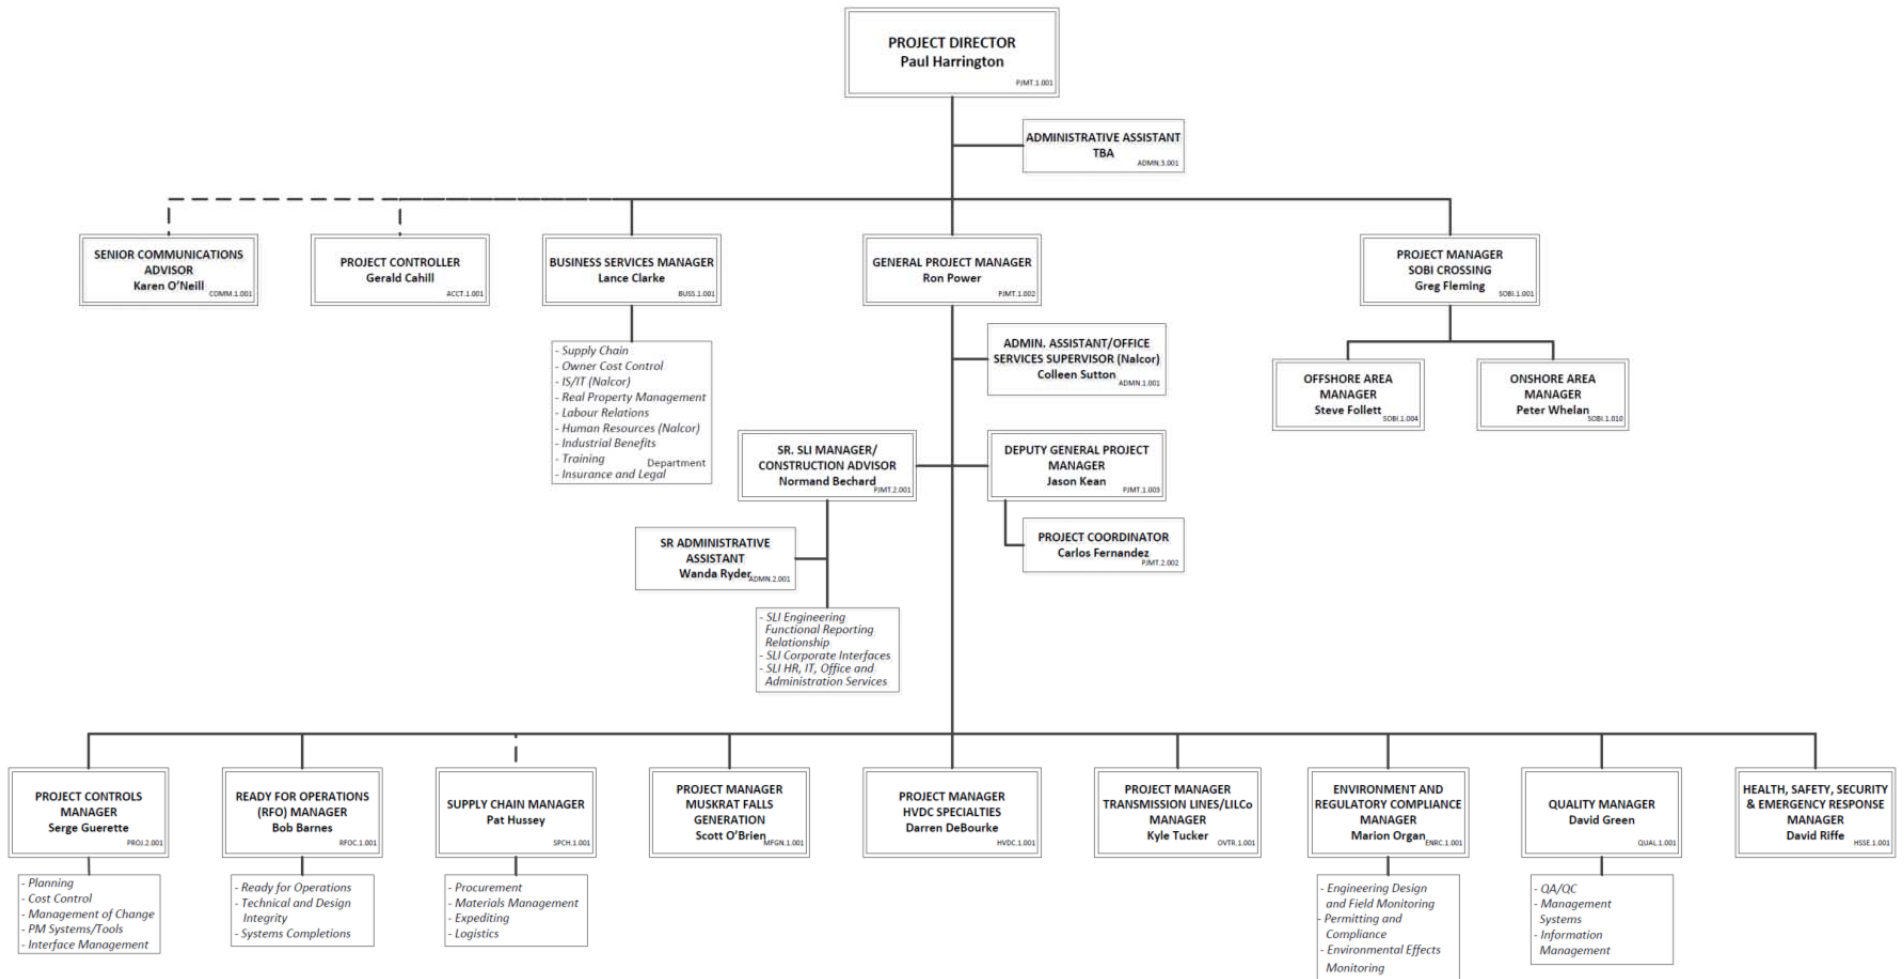 PROJECT DIRECTOR
Paul Harrington
PJMT.1.001
ADMINISTRATIVE ASSISTANT
TBA
ADMN.3.001
SENIOR COMMUNICATIONS
ADVISOR
Karen O'Neill
COMM.1.001
PROJECT CONTROLLER
Gerald Cahill
ACCT.1.001
BUSINESS SERVICES MANAGER
Lance Clarke
BUSS.1.001
GENERAL PROJECT MANAGER
Ron Power
PJMT.1.002
PROJECT MANAGER
SOBI CROSSING
Greg Fleming
SOBI.1.001
- Supply Chain
- Owner Cost Control
- IS/IT (Nalcor)
- Real Property Management
- Labour Relations
- Human Resources (Nalcor)
- Industrial Benefits
- Training
Department
- Insurance and Legal
ADMIN. ASSISTANT/OFFICE
SERVICES SUPERVISOR (Nalcor)
Colleen Sutton
ADMN.1.001
OFFSHORE AREA
MANAGER
Steve Follett
SOBI.1.004
ONSHORE AREA
MANAGER
Peter Whelan
SOBI.1.010
SR. SLI MANAGER/
CONSTRUCTION ADVISOR
Normand Bechard
PJMT.2.001
DEPUTY GENERAL PROJECT
MANAGER
Jason Kean
PJMT.1.003
SR ADMINISTRATIVE
ASSISTANT
Wanda Ryder
ADMN.2.001
PROJECT COORDINATOR
Carlos Fernandez
PJMT.2.002
- SLI Engineering
Functional Reporting
Relationship
- SLI Corporate Interfaces
- SLI HR, IT, Office and
Administration Services
PROJECT CONTROLS
MANAGER
Serge Guerette
PROJ.2.001
READY FOR OPERATIONS
(RFO) MANAGER
Bob Barnes
RFOC.1.001
SUPPLY CHAIN MANAGER
Pat Hussey
SPCH.1.001
PROJECT MANAGER
MUSKRAT FALLS
GENERATION
Scott O'Brien
MFGN.1.001
PROJECT MANAGER
HVDC SPECIALTIES
Darren DeBourke
HVDC.1.001
PROJECT MANAGER
TRANSMISSION LINES/LILCo
MANAGER
Kyle Tucker
OVTR.1.001
ENVIRONMENT AND
REGULATORY COMPLIANCE
MANAGER
Marion Organ
ENRC.1.001
QUALITY MANAGER
David Green
QUAL.1.001
HEALTH, SAFETY, SECURITY
& EMERGENCY RESPONSE
MANAGER
David Riffe
HSSE.1.001
- Planning
- Cost Control
- Management of Change
- PM Systems/Tools
- Interface Management
- Ready for Operations
- Technical and Design
Integrity
- Systems Completions
- Procurement
- Materials Management
- Expediting
- Logistics
- Engineering Design
and Field Monitoring
- Permitting and
Compliance
- Environmental Effects
Monitoring
- QA/QC
- Management
Systems
- Information
Management